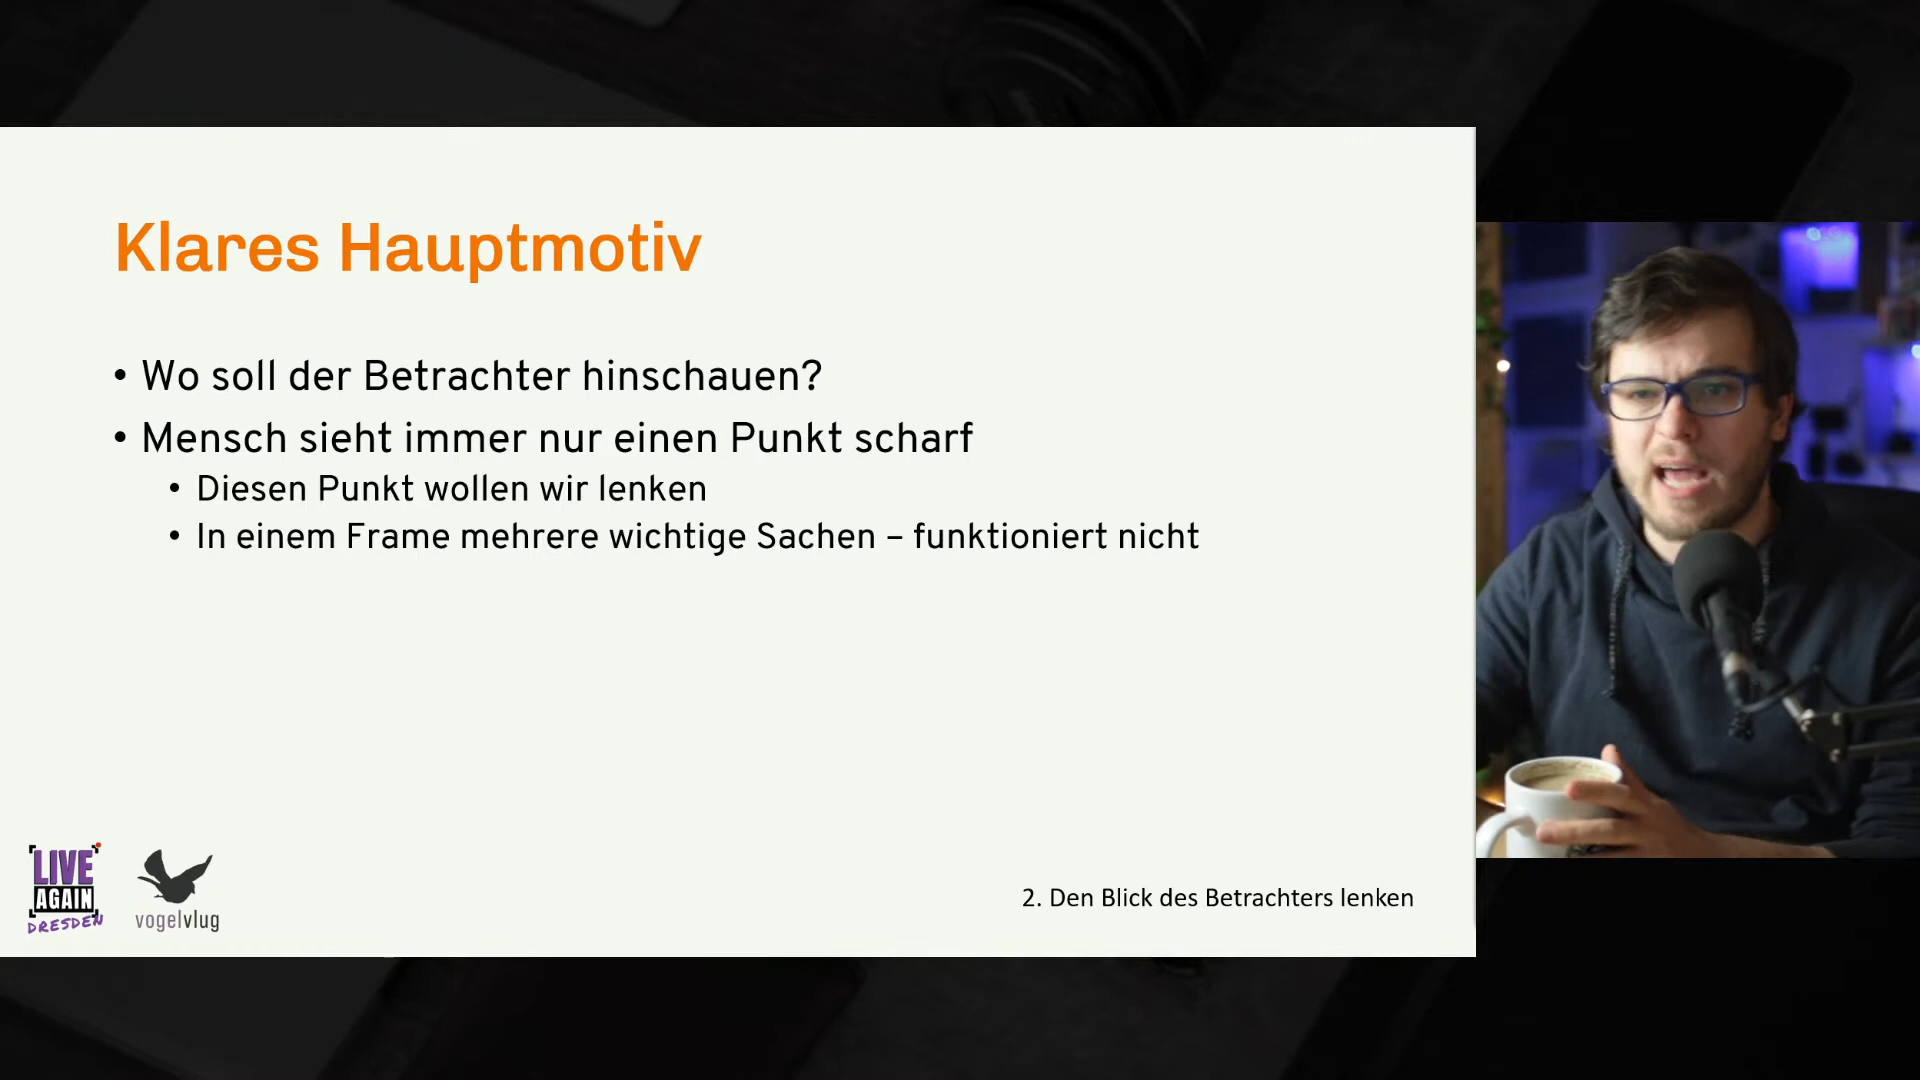 Klares Hauptmotiv
• Wo soll der Betrachter hinschauen?
• Mensch sieht immer nur einen Punkt scharf
• Diesen Punkt wollen wir lenken
• In einem Frame mehrere wichtige Sachen – funktioniert nicht
LIVE
AGAIN
DRESDEN
vogelvlug
2. Den Blick des Betrachters lenken